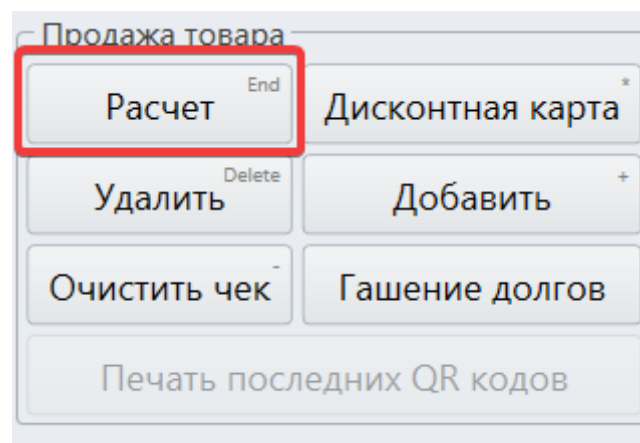 Продажа товара
Расчет End
Дисконтная карта *
Удалить Delete
Добавить +
Очистить чек -
Гашение долгов
Печать последних QR кодов